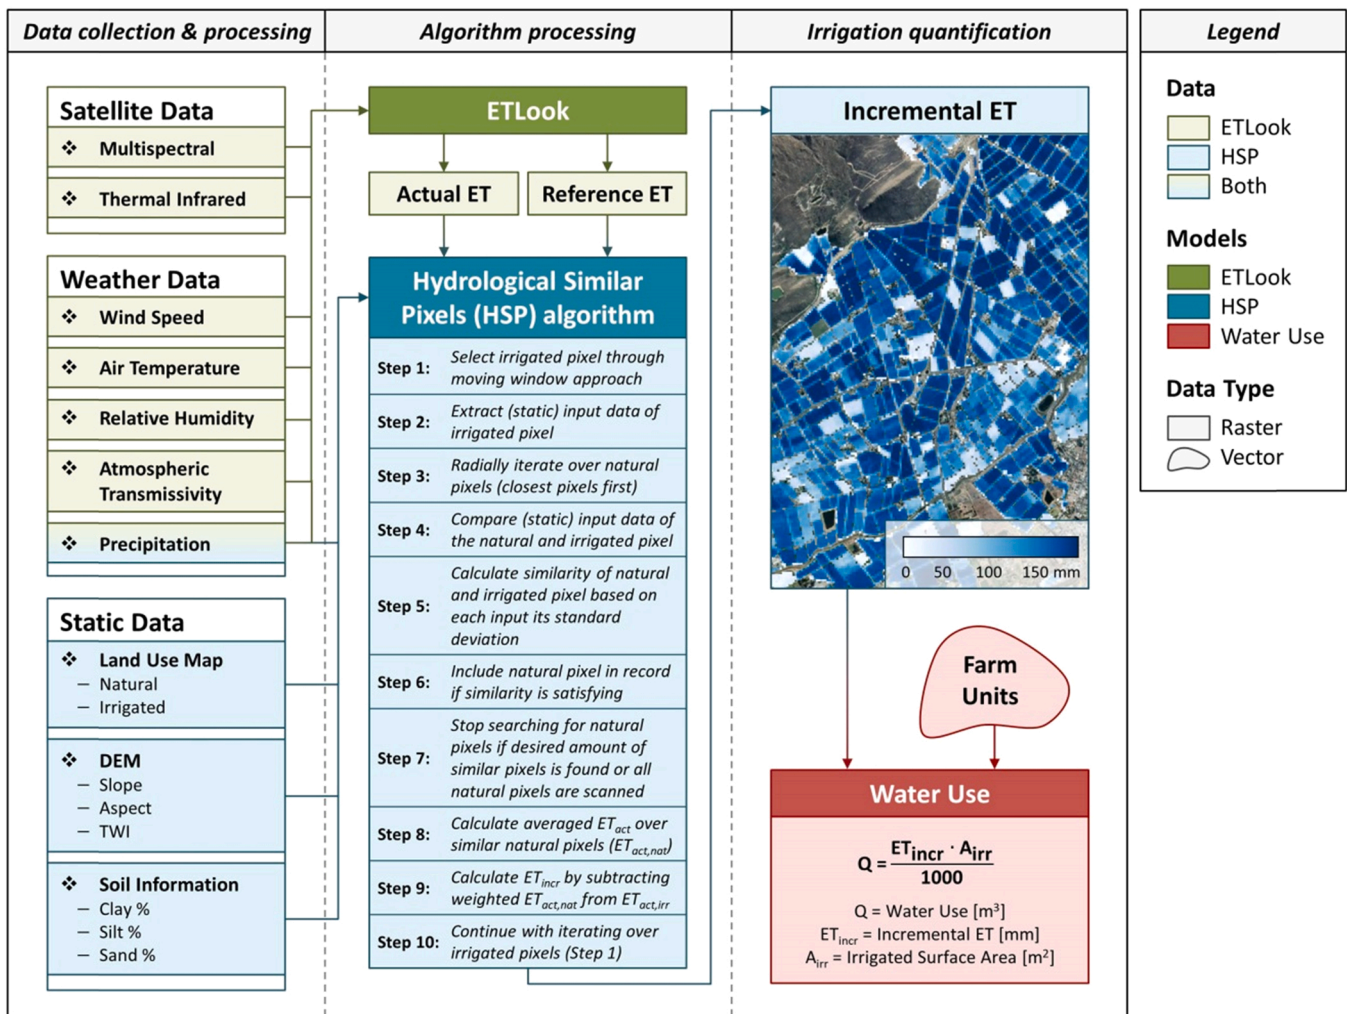 Data collection & processing
Satellite Data
❖ Multispectral
❖ Thermal Infrared
Weather Data
❖ Wind Speed
❖ Air Temperature
❖ Relative Humidity
❖ Atmospheric
Transmissivity
❖ Precipitation
Static Data
❖ Land Use Map
– Natural
– Irrigated
❖ DEM
– Slope
– Aspect
– TWI
❖ Soil Information
– Clay %
– Silt %
– Sand %
Algorithm processing
ETLook
Actual ET
Reference ET
Hydrological Similar
Pixels (HSP) algorithm
Step 1: Select irrigated pixel through
moving window approach
Step 2: Extract (static) input data of
irrigated pixel
Step 3: Radially iterate over natural
pixels (closest pixels first)
Step 4: Compare (static) input data of
the natural and irrigated pixel
Step 5: Calculate similarity of natural
and irrigated pixel based on
each input its standard
deviation
Step 6: Include natural pixel in record
if similarity is satisfying
Step 7: Stop searching for natural
pixels if desired amount of
similar pixels is found or all
natural pixels are scanned
Step 8: Calculate averaged ETact over
similar natural pixels (ETact,nat)
Step 9: Calculate ETincr by subtracting
weighted ETact,nat from ETact,irr
Step 10: Continue with iterating over
irrigated pixels (Step 1)
Irrigation quantification
Incremental ET
0 50 100 150 mm
Farm
Units
Water Use
Q = ETincr · Airr
1000
Q = Water Use [m³]
ETincr = Incremental ET [mm]
Airr = Irrigated Surface Area [m²]
Legend
Data
ETLook
HSP
Both
Models
ETLook
HSP
Water Use
Data Type
Raster
Vector